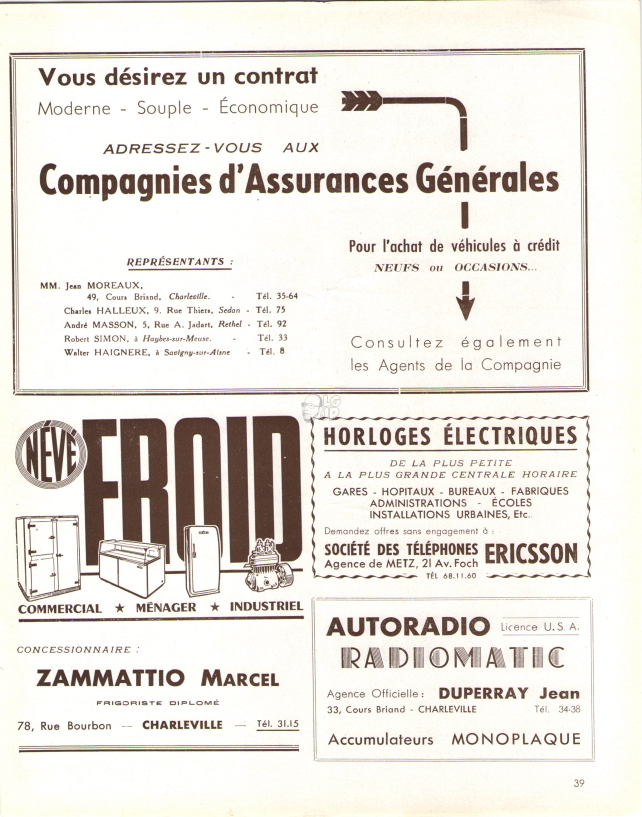 Vous désirez un contrat
Moderne - Souple - Économique
ADRESSEZ-VOUS AUX
Compagnies d'Assurances Générales
REPRÉSENTANTS :
MM. Jean MOREAUX,
49, Cours Briand, Charleville. - Tél. 35-64
Charles HALLEUX, 9. Rue Thiers, Sedan - Tél. 75
André MASSON, 5, Rue A. Jadart, Rethel - Tél. 92
Robert SIMON, à Haybes-sur-Meuse. - Tél. 33
Walter HAIGNERE, à Savigny-sur-Aisne - Tél. 8
Pour l'achat de véhicules à crédit
NEUFS ou OCCASIONS...
Consultez également
les Agents de la Compagnie
NÉVÉ
FROID
COMMERCIAL ★ MÉNAGER ★ INDUSTRIEL
CONCESSIONNAIRE :
ZAMMATTIO MARCEL
FRIGORISTE DIPLOMÉ
78, Rue Bourbon — CHARLEVILLE — Tél. 31.15
HORLOGES ÉLECTRIQUES
DE LA PLUS PETITE
A LA PLUS GRANDE CENTRALE HORAIRE
GARES - HOPITAUX - BUREAUX - FABRIQUES
ADMINISTRATIONS - ÉCOLES
INSTALLATIONS URBAINES, Etc.
Demandez offres sans engagement à :
SOCIÉTÉ DES TÉLÉPHONES ERICSSON
Agence de METZ, 21 Av. Foch
TÉL 68.11.60
AUTORADIO Licence U.S.A.
RADIOMATIC
Agence Officielle : DUPERRAY Jean
33, Cours Briand - CHARLEVILLE Tél. 34-38
Accumulateurs MONOPLAQUE
39